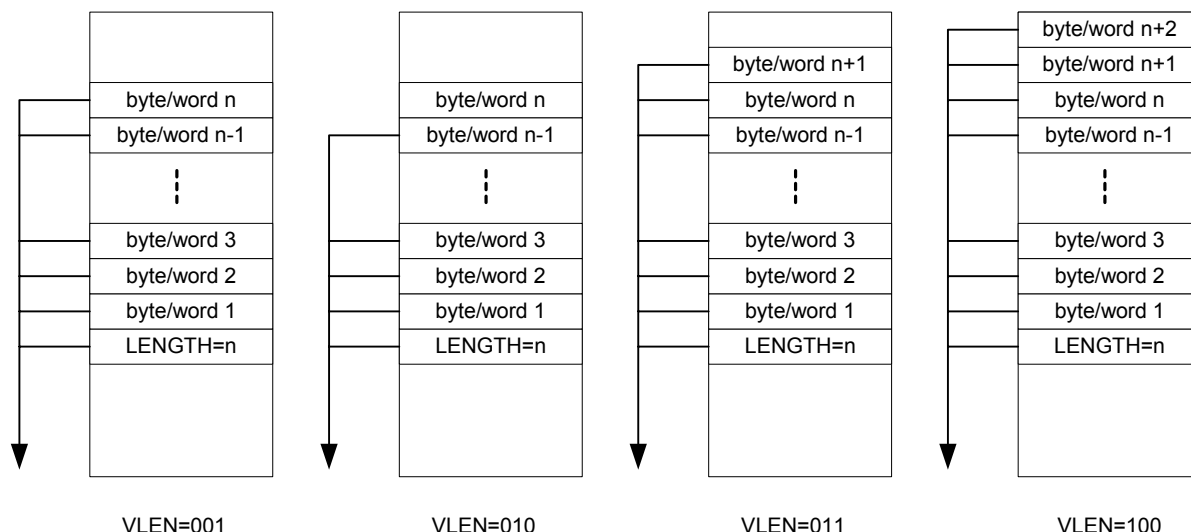 byte/word n
byte/word n-1
byte/word 3
byte/word 2
byte/word 1
LENGTH=n
VLEN=001
byte/word n
byte/word n-1
byte/word 3
byte/word 2
byte/word 1
LENGTH=n
VLEN=010
byte/word n+1
byte/word n
byte/word n-1
byte/word 3
byte/word 2
byte/word 1
LENGTH=n
VLEN=011
byte/word n+2
byte/word n+1
byte/word n
byte/word n-1
byte/word 3
byte/word 2
byte/word 1
LENGTH=n
VLEN=100